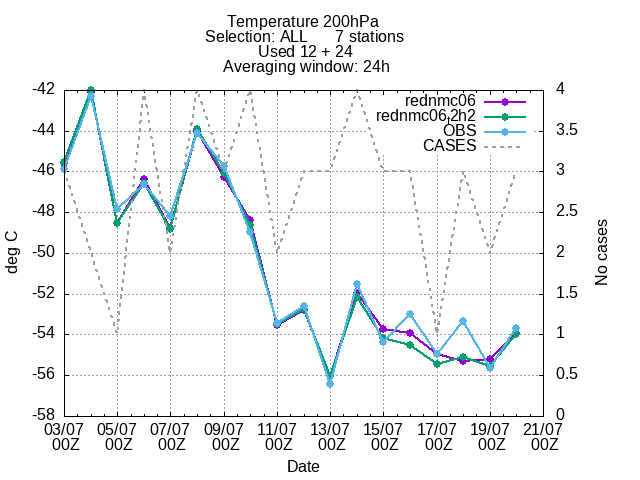 Temperature 200hPa
Selection: ALL 7 stations
Used 12 + 24
Averaging window: 24h
rednmc06
rednmc06.2h2
OBS
CASES
deg C
-42
-44
-46
-48
-50
-52
-54
-56
-58
4
3.5
3
2.5
2
1.5
1
0.5
0
No cases
03/07 05/07 07/07 09/07 11/07 13/07 15/07 17/07 19/07 21/07
00Z 00Z 00Z 00Z 00Z 00Z 00Z 00Z 00Z 00Z
Date